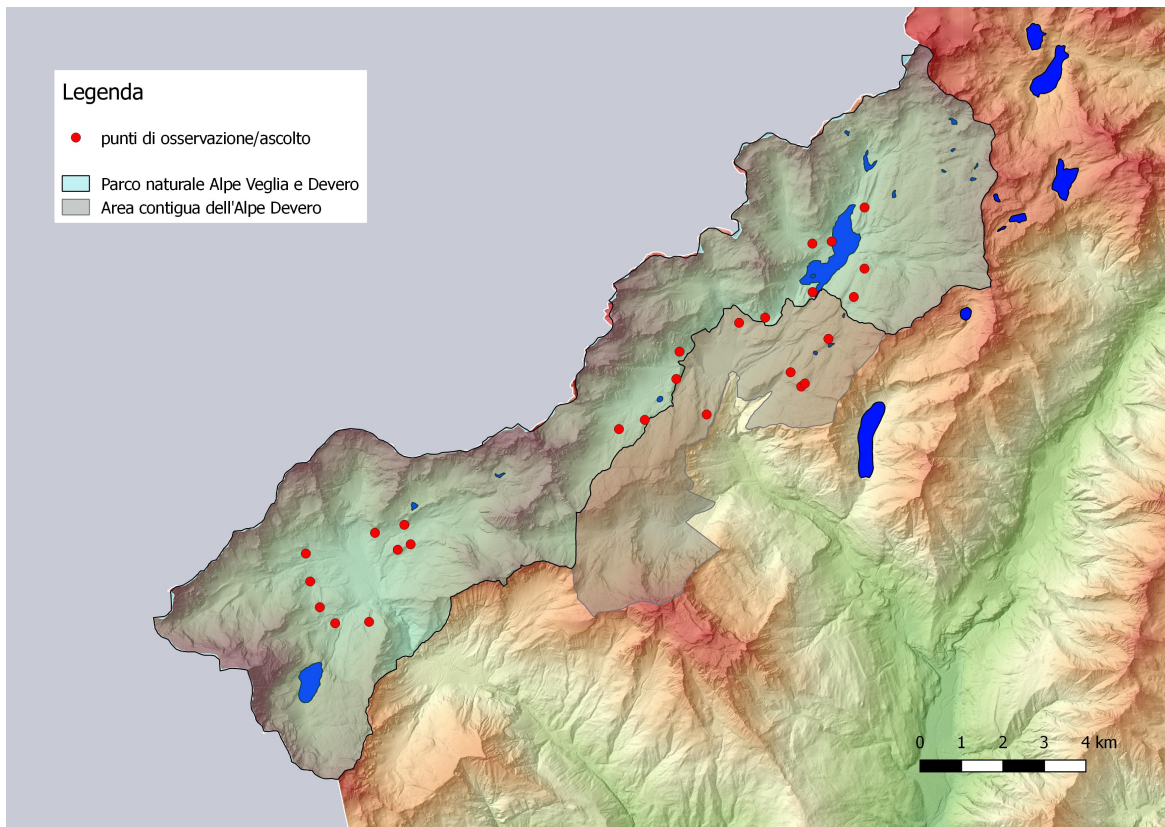 Legenda
punti di osservazione/ascolto
Parco naturale Alpe Veglia e Devero
Area contigua dell'Alpe Devero
0 1 2 3 4 km